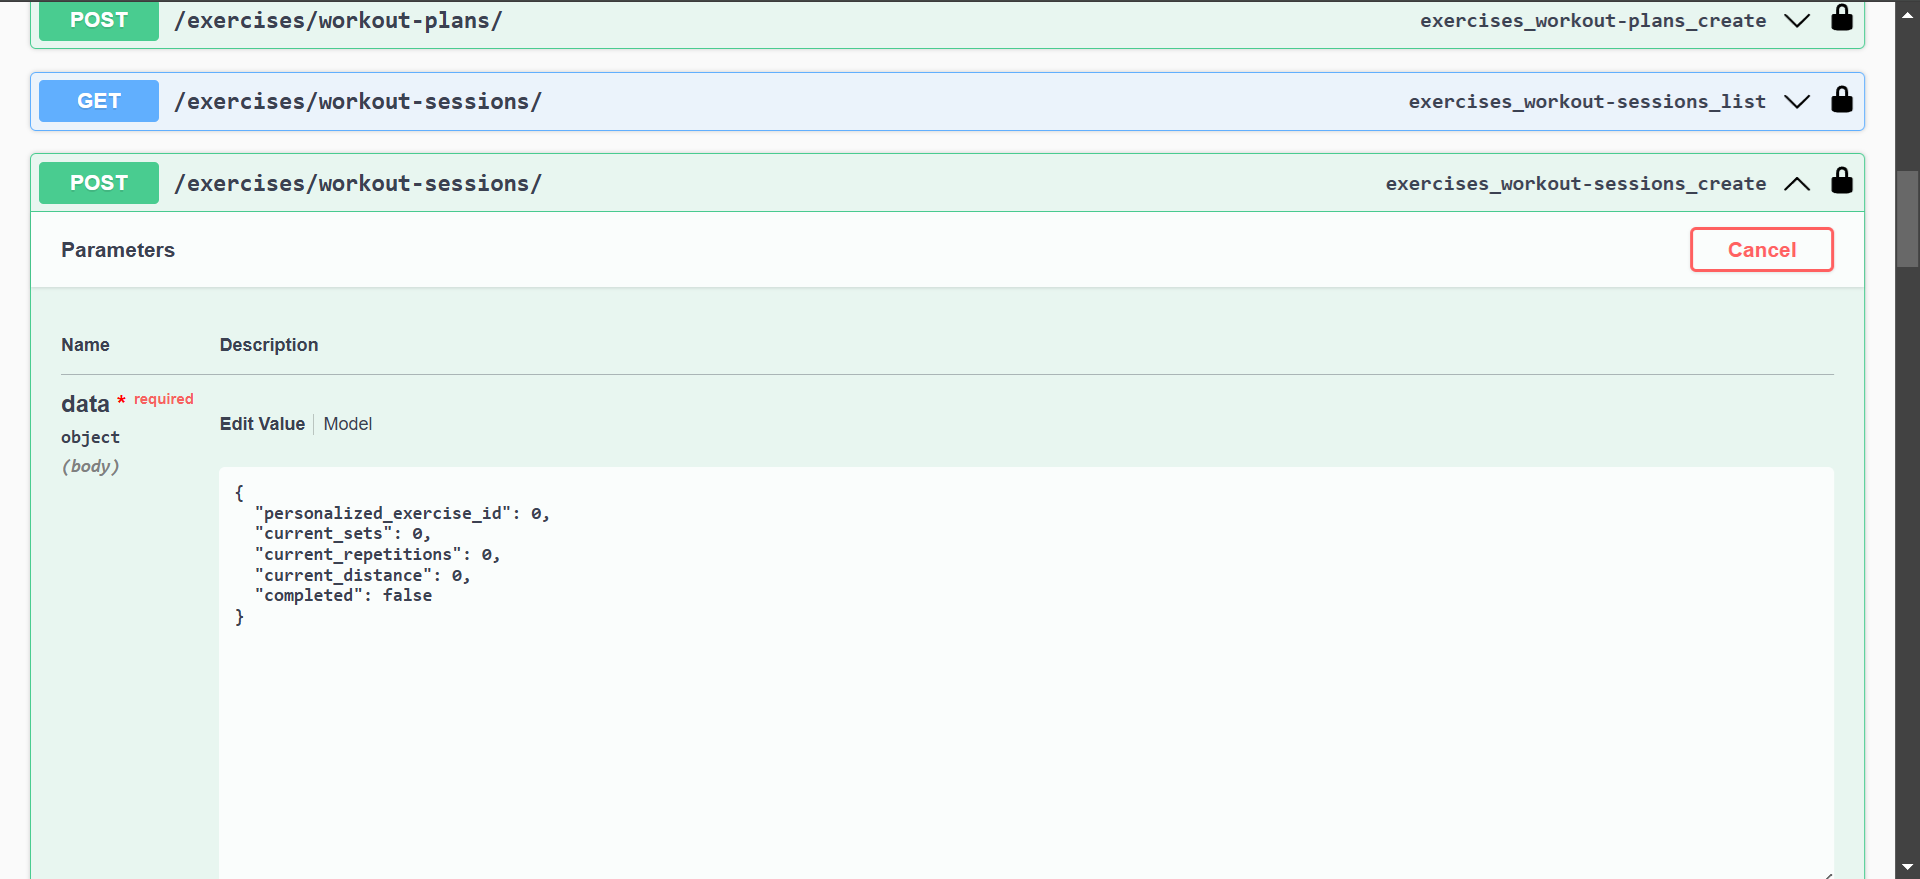 POST /exercises/workout-plans/ exercises_workout-plans_create
GET /exercises/workout-sessions/ exercises_workout-sessions_list
POST /exercises/workout-sessions/ exercises_workout-sessions_create
Parameters Cancel
Name Description
data * required
object
(body)
Edit Value Model
{
  "personalized_exercise_id": 0,
  "current_sets": 0,
  "current_repetitions": 0,
  "current_distance": 0,
  "completed": false
}